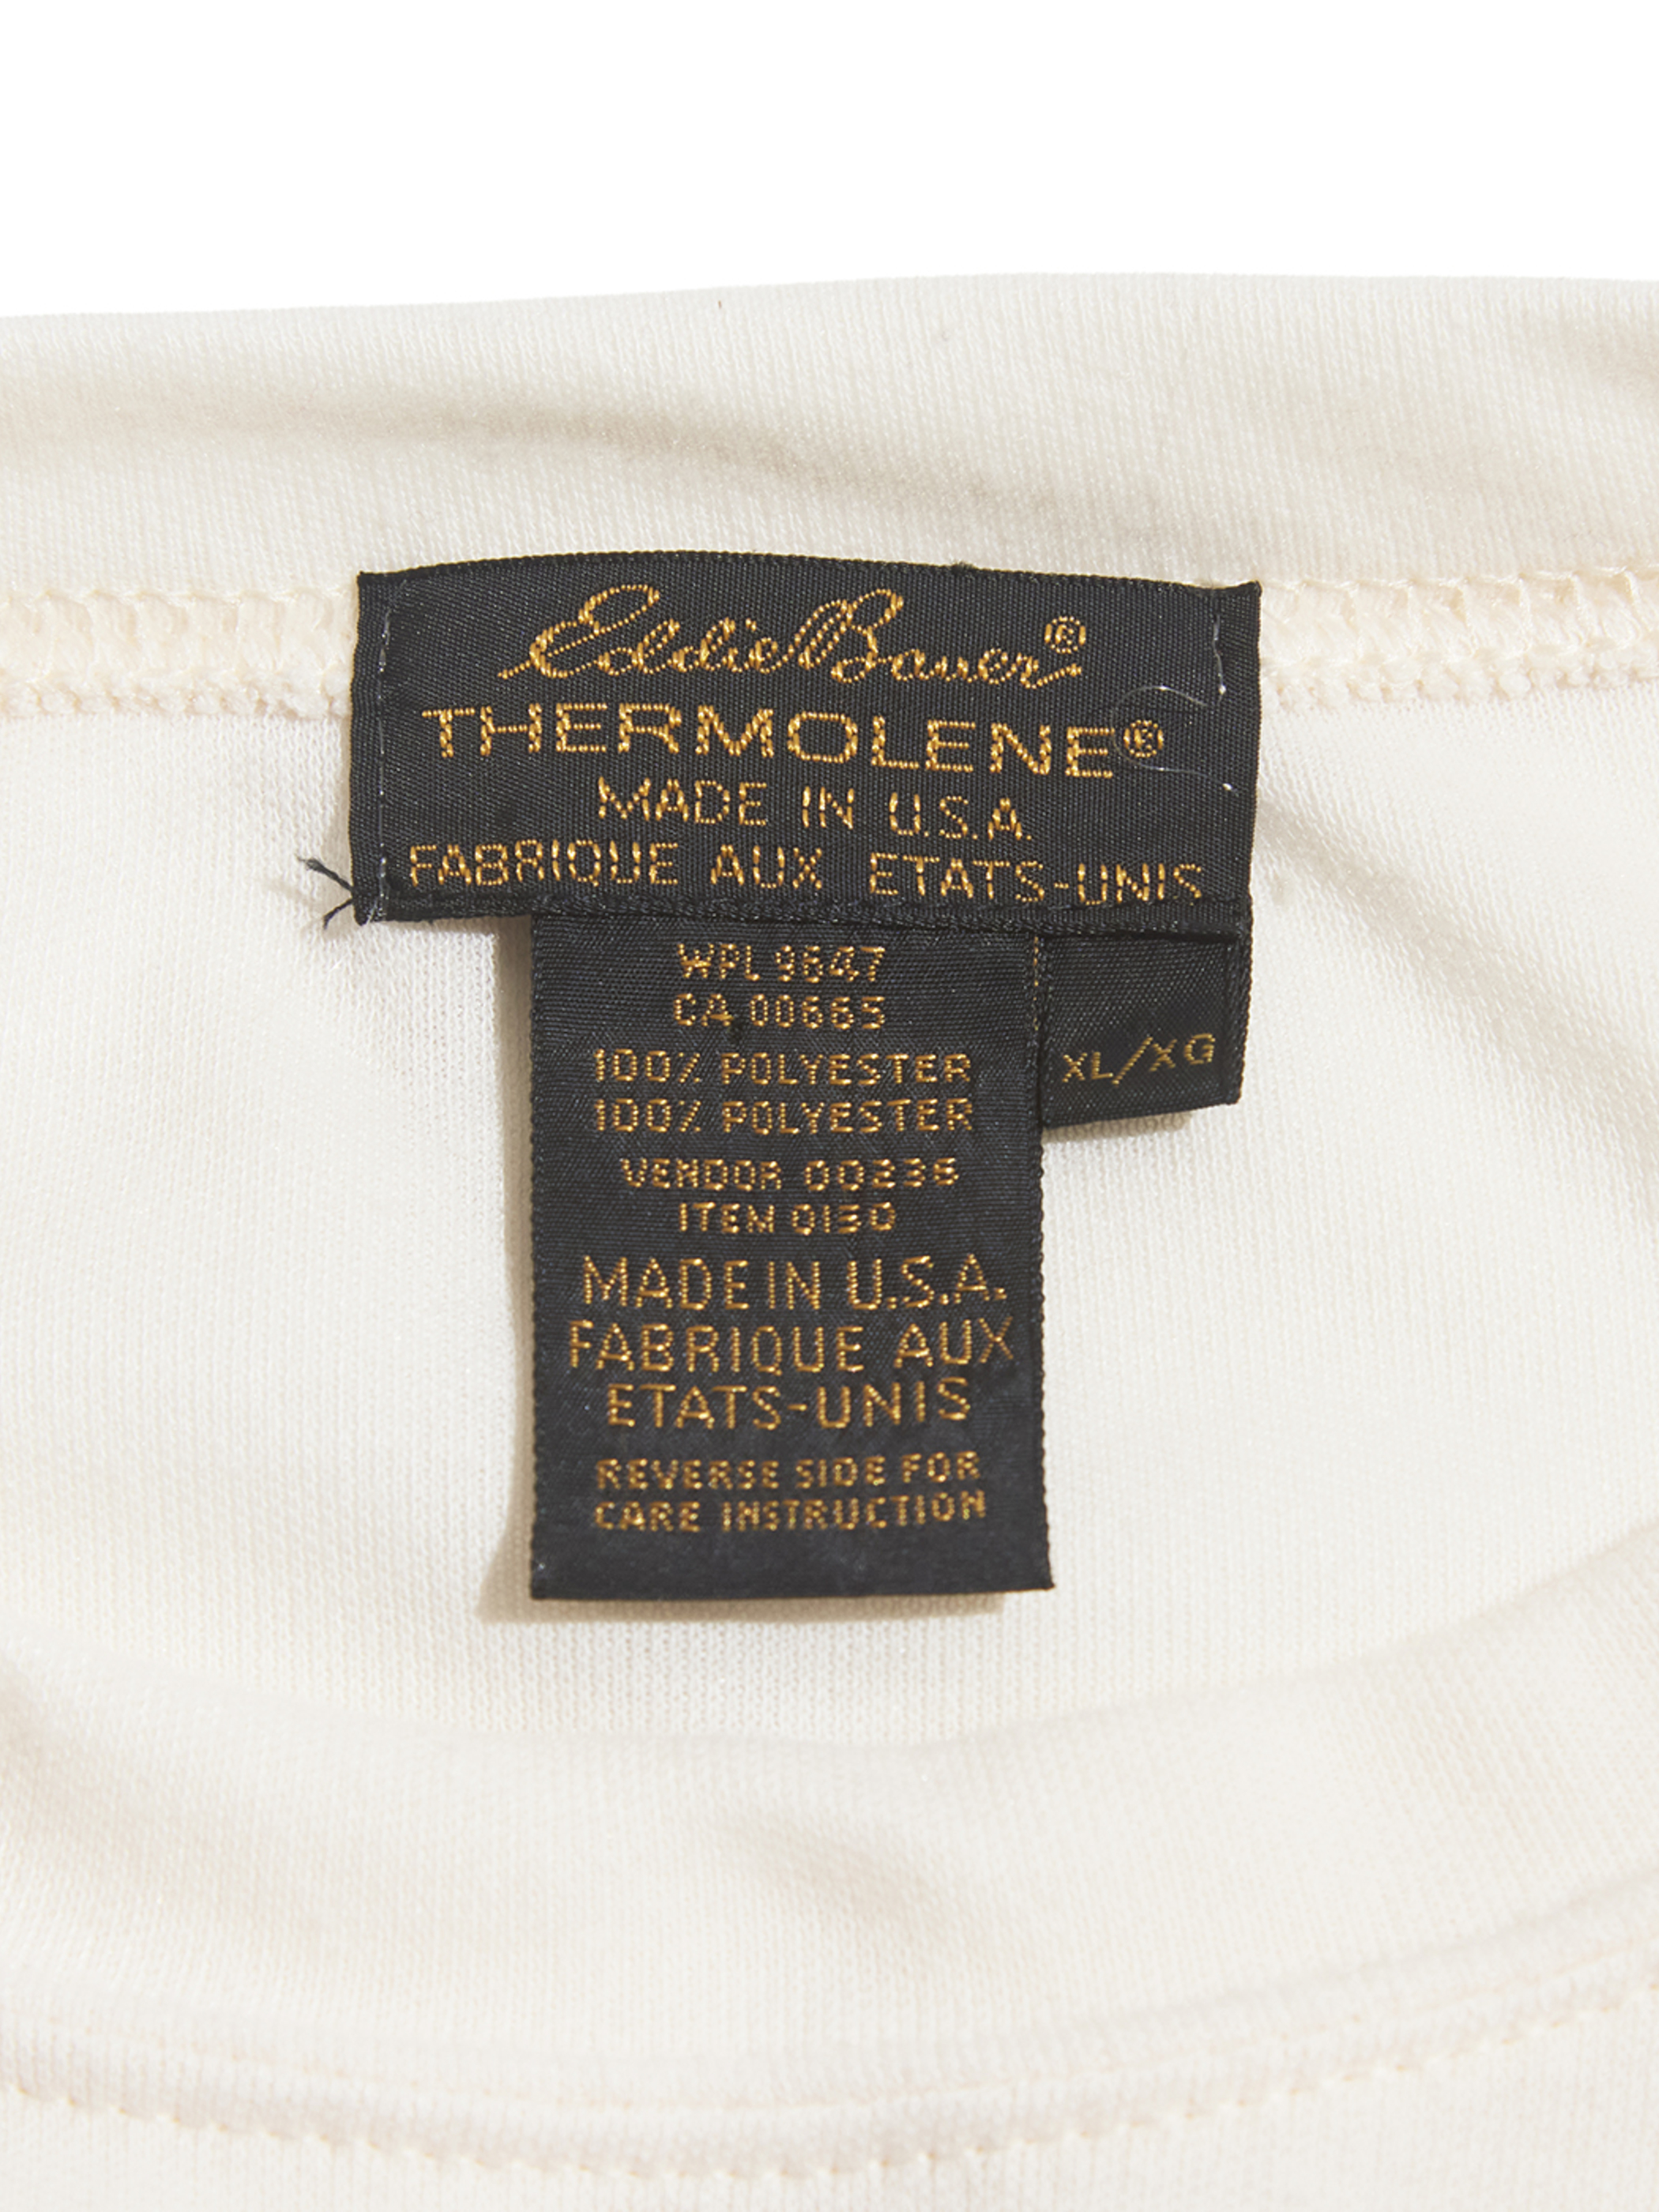 Eddie Bauer®
THERMOLENE®
MADE IN U.S.A.
FABRIQUE AUX ETATS-UNIS
WPL 9647
CA 00665
100% POLYESTER
100% POLYESTER
VENDOR 00236
ITEM 0130
MADE IN U.S.A.
FABRIQUE AUX
ETATS-UNIS
REVERSE SIDE FOR
CARE INSTRUCTION
XL/XG